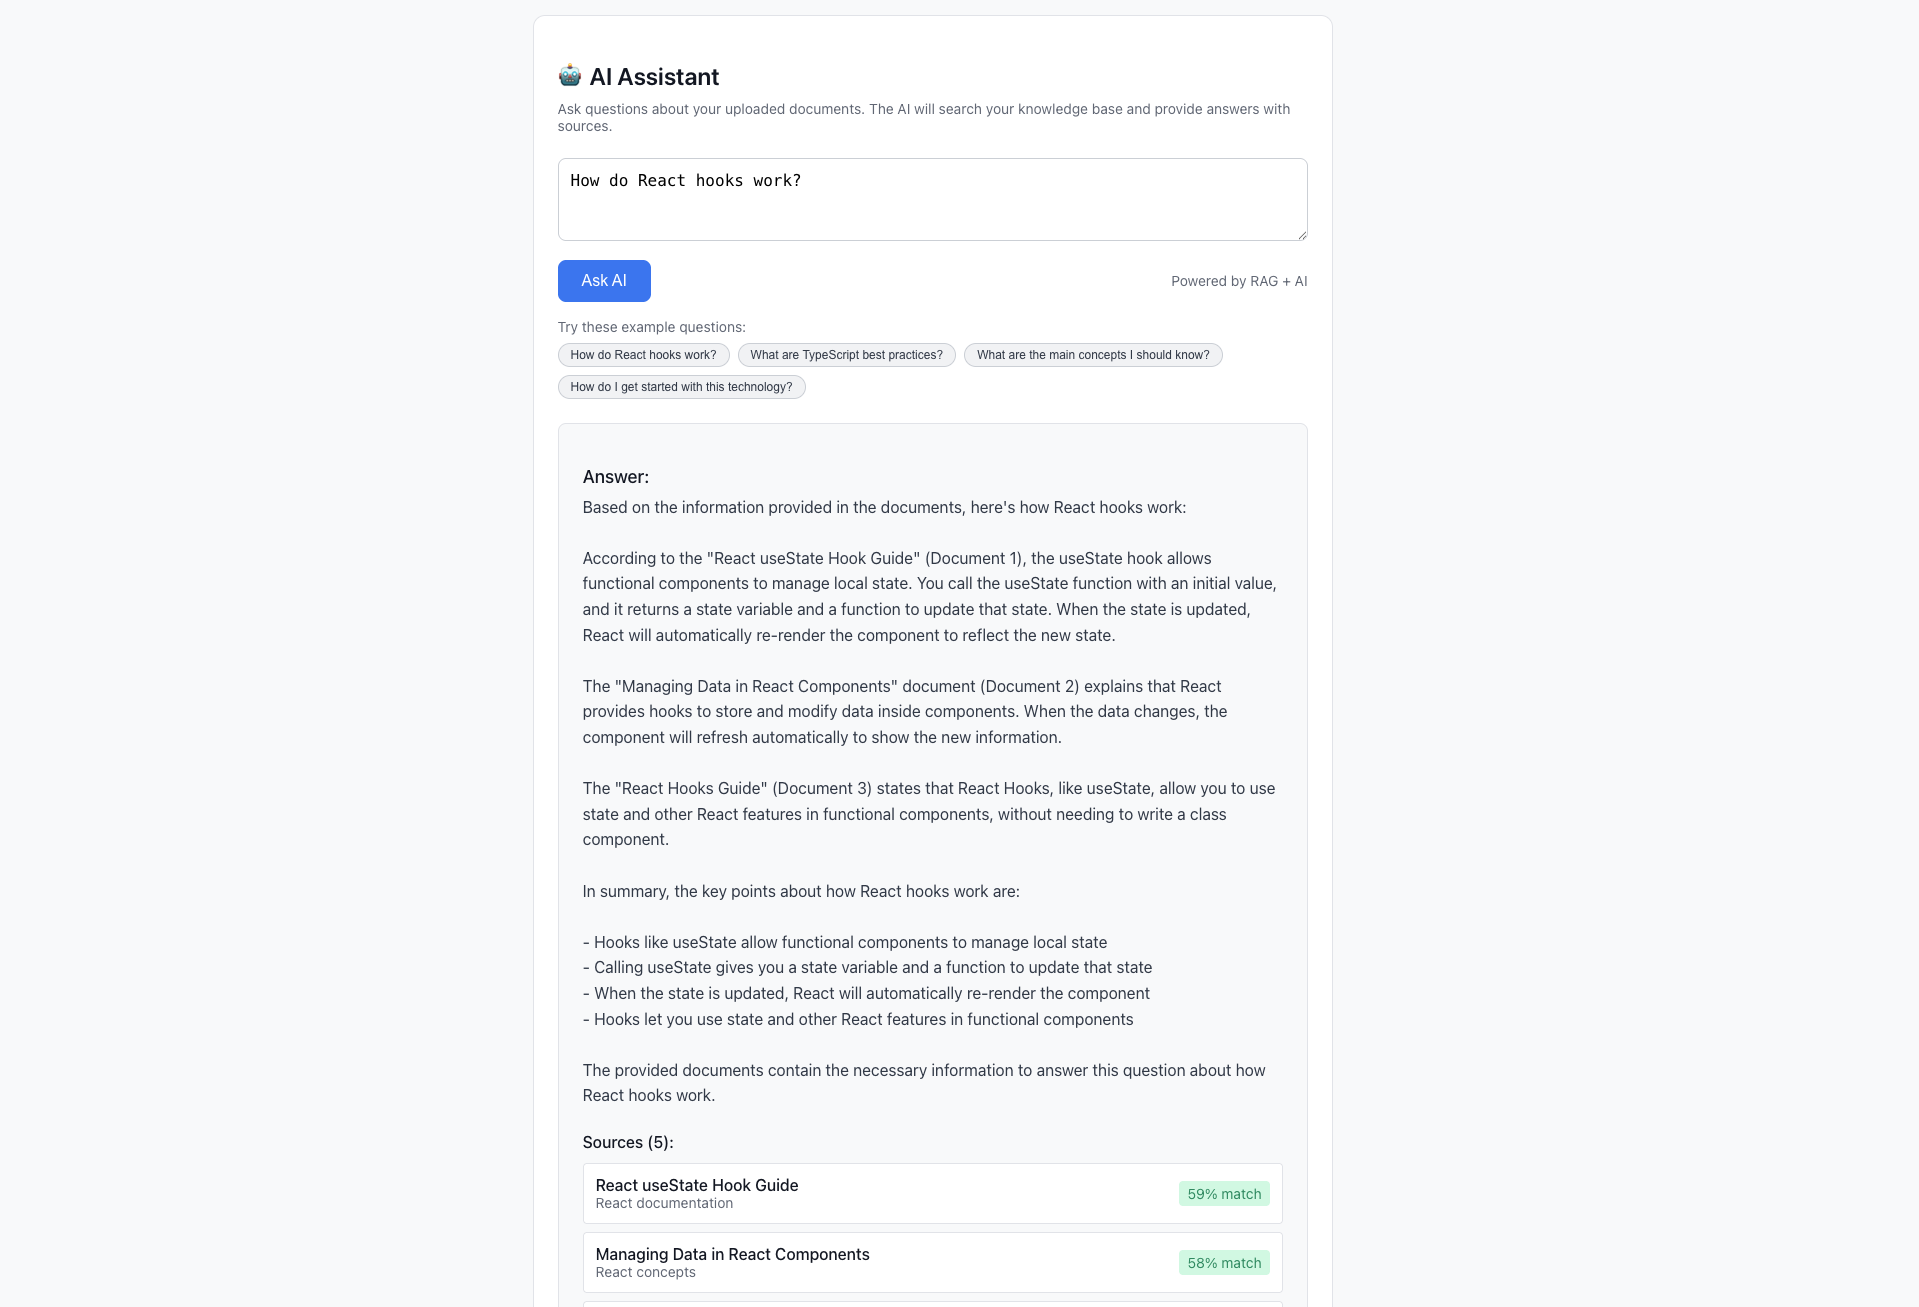 🤖 AI Assistant
Ask questions about your uploaded documents. The AI will search your knowledge base and provide answers with
sources.
How do React hooks work?
Ask AI
Powered by RAG + AI
Try these example questions:
How do React hooks work?
What are TypeScript best practices?
What are the main concepts I should know?
How do I get started with this technology?
Answer:
Based on the information provided in the documents, here's how React hooks work:
According to the "React useState Hook Guide" (Document 1), the useState hook allows
functional components to manage local state. You call the useState function with an initial value,
and it returns a state variable and a function to update that state. When the state is updated,
React will automatically re-render the component to reflect the new state.
The "Managing Data in React Components" document (Document 2) explains that React
provides hooks to store and modify data inside components. When the data changes, the
component will refresh automatically to show the new information.
The "React Hooks Guide" (Document 3) states that React Hooks, like useState, allow you to use
state and other React features in functional components, without needing to write a class
component.
In summary, the key points about how React hooks work are:
- Hooks like useState allow functional components to manage local state
- Calling useState gives you a state variable and a function to update that state
- When the state is updated, React will automatically re-render the component
- Hooks let you use state and other React features in functional components
The provided documents contain the necessary information to answer this question about how
React hooks work.
Sources (5):
React useState Hook Guide
React documentation
59% match
Managing Data in React Components
React concepts
58% match